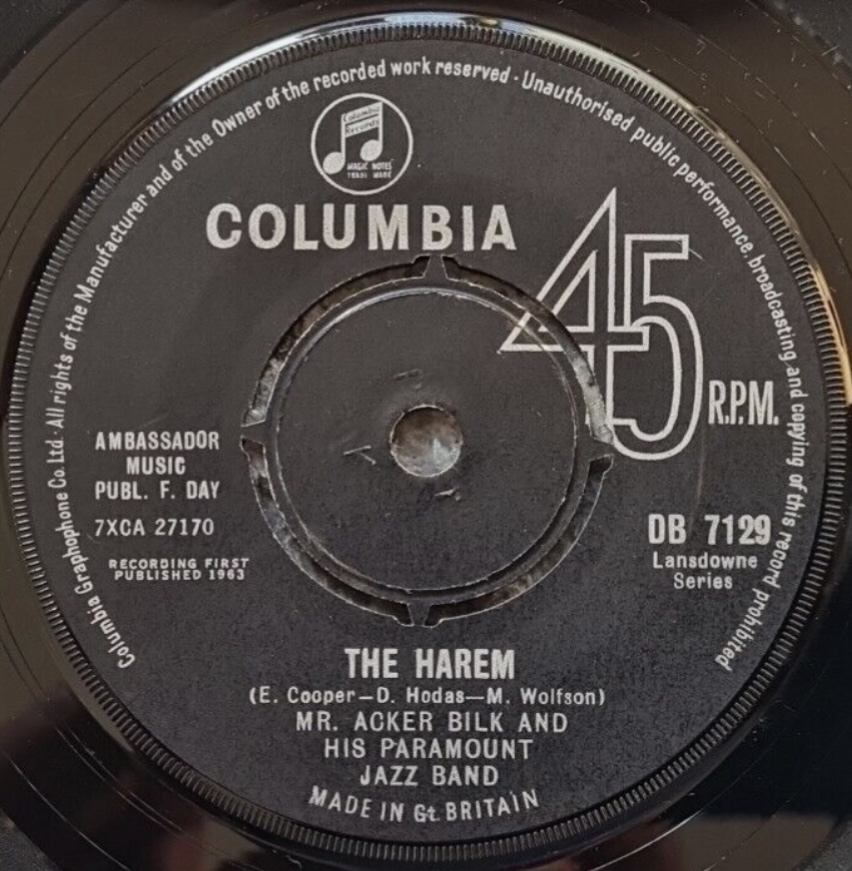 Columbia Graphophone Co. Ltd · All rights of the Manufacturer and of the Owner of the recorded work reserved · Unauthorised public performance, broadcasting and copying of this record prohibited
Columbia
Records
MAGIC NOTES
TRADE MARK
COLUMBIA
45
R.P.M.
AMBASSADOR
MUSIC
PUBL. F. DAY
7XCA 27170
RECORDING FIRST
PUBLISHED 1963
DB 7129
Lansdowne
Series
THE HAREM
(E. Cooper—D. Hodas—M. Wolfson)
MR. ACKER BILK AND
HIS PARAMOUNT
JAZZ BAND
MADE IN Gt. BRITAIN